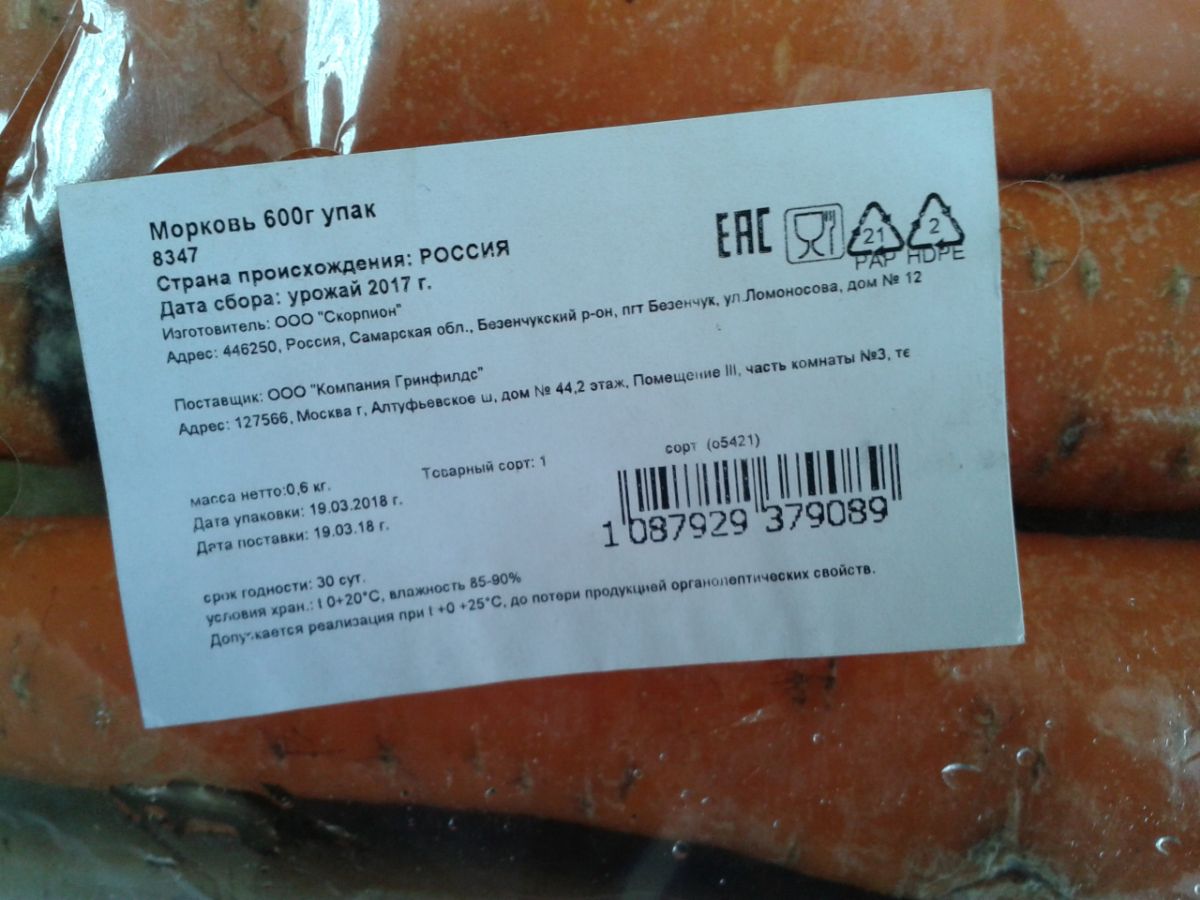 Морковь 600г упак
8347
Страна происхождения: РОССИЯ
Дата сбора: урожай 2017 г.
Изготовитель: ООО "Скорпион"
Адрес: 446250, Россия, Самарская обл., Безенчукский р-он, пгт Безенчук, ул.Ломоносова, дом № 12
EAC
21
PAP
2
HDPE
Поставщик: ООО "Компания Гринфилдс"
Адрес: 127566, Москва г, Алтуфьевское ш, дом № 44,2 этаж, Помещение III, часть комнаты №3, те
масса нетто:0,6 кг.
Товарный сорт: 1
сорт (о5421)
Дата упаковки: 19.03.2018 г.
Дата поставки: 19.03.18 г.
1 087929 379089
срок годности: 30 сут.
условия хран.: t 0+20°C, влажность 85-90%
Допускается реализация при t +0 +25°C, до потери продукцией органолептических свойств.